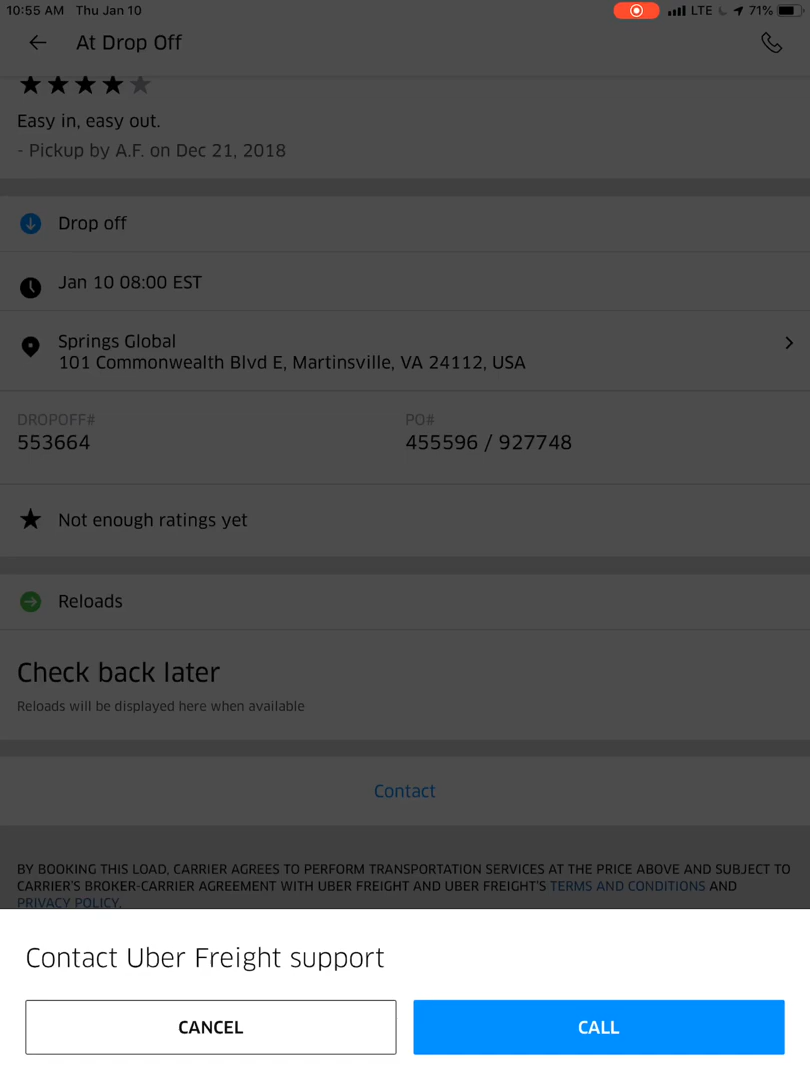 10:55 AM Thu Jan 10 LTE 71%
At Drop Off
Easy in, easy out.
- Pickup by A.F. on Dec 21, 2018
Drop off
Jan 10 08:00 EST
Springs Global
101 Commonwealth Blvd E, Martinsville, VA 24112, USA
DROPOFF# PO#
553664 455596 / 927748
Not enough ratings yet
Reloads
Check back later
Reloads will be displayed here when available
Contact
BY BOOKING THIS LOAD, CARRIER AGREES TO PERFORM TRANSPORTATION SERVICES AT THE PRICE ABOVE AND SUBJECT TO
CARRIER'S BROKER-CARRIER AGREEMENT WITH UBER FREIGHT AND UBER FREIGHT'S TERMS AND CONDITIONS AND
PRIVACY POLICY.
Contact Uber Freight support
CANCEL CALL